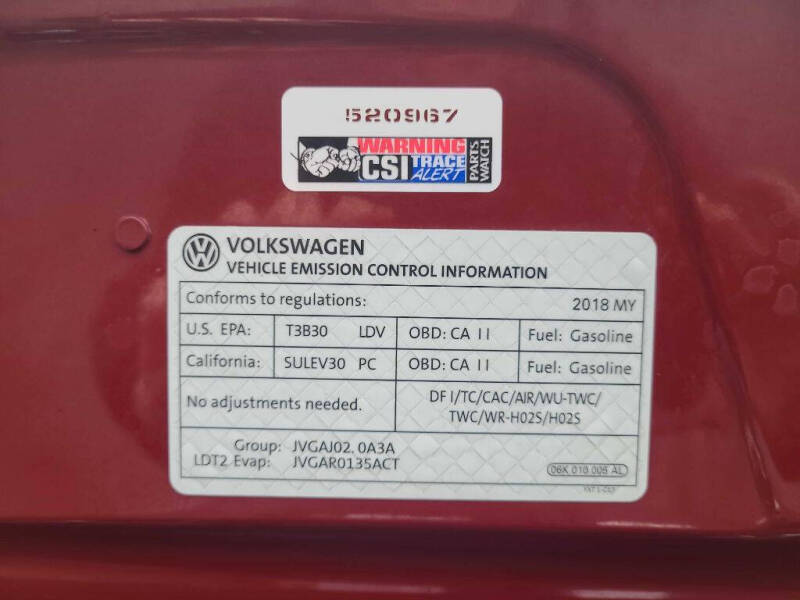 520967
WARNING
CSI TRACE
ALERT
PARTS WATCH
VOLKSWAGEN
VEHICLE EMISSION CONTROL INFORMATION
Conforms to regulations: 2018 MY
U.S. EPA: T3B30 LDV OBD: CA II Fuel: Gasoline
California: SULEV30 PC OBD: CA II Fuel: Gasoline
No adjustments needed. DFI/TC/CAC/AIR/WU-TWC/
TWC/WR-HO2S/HO2S
Group: JVGAJ02.0A3A
LDT2 Evap: JVGAR0135ACT
06K 010 006 AL